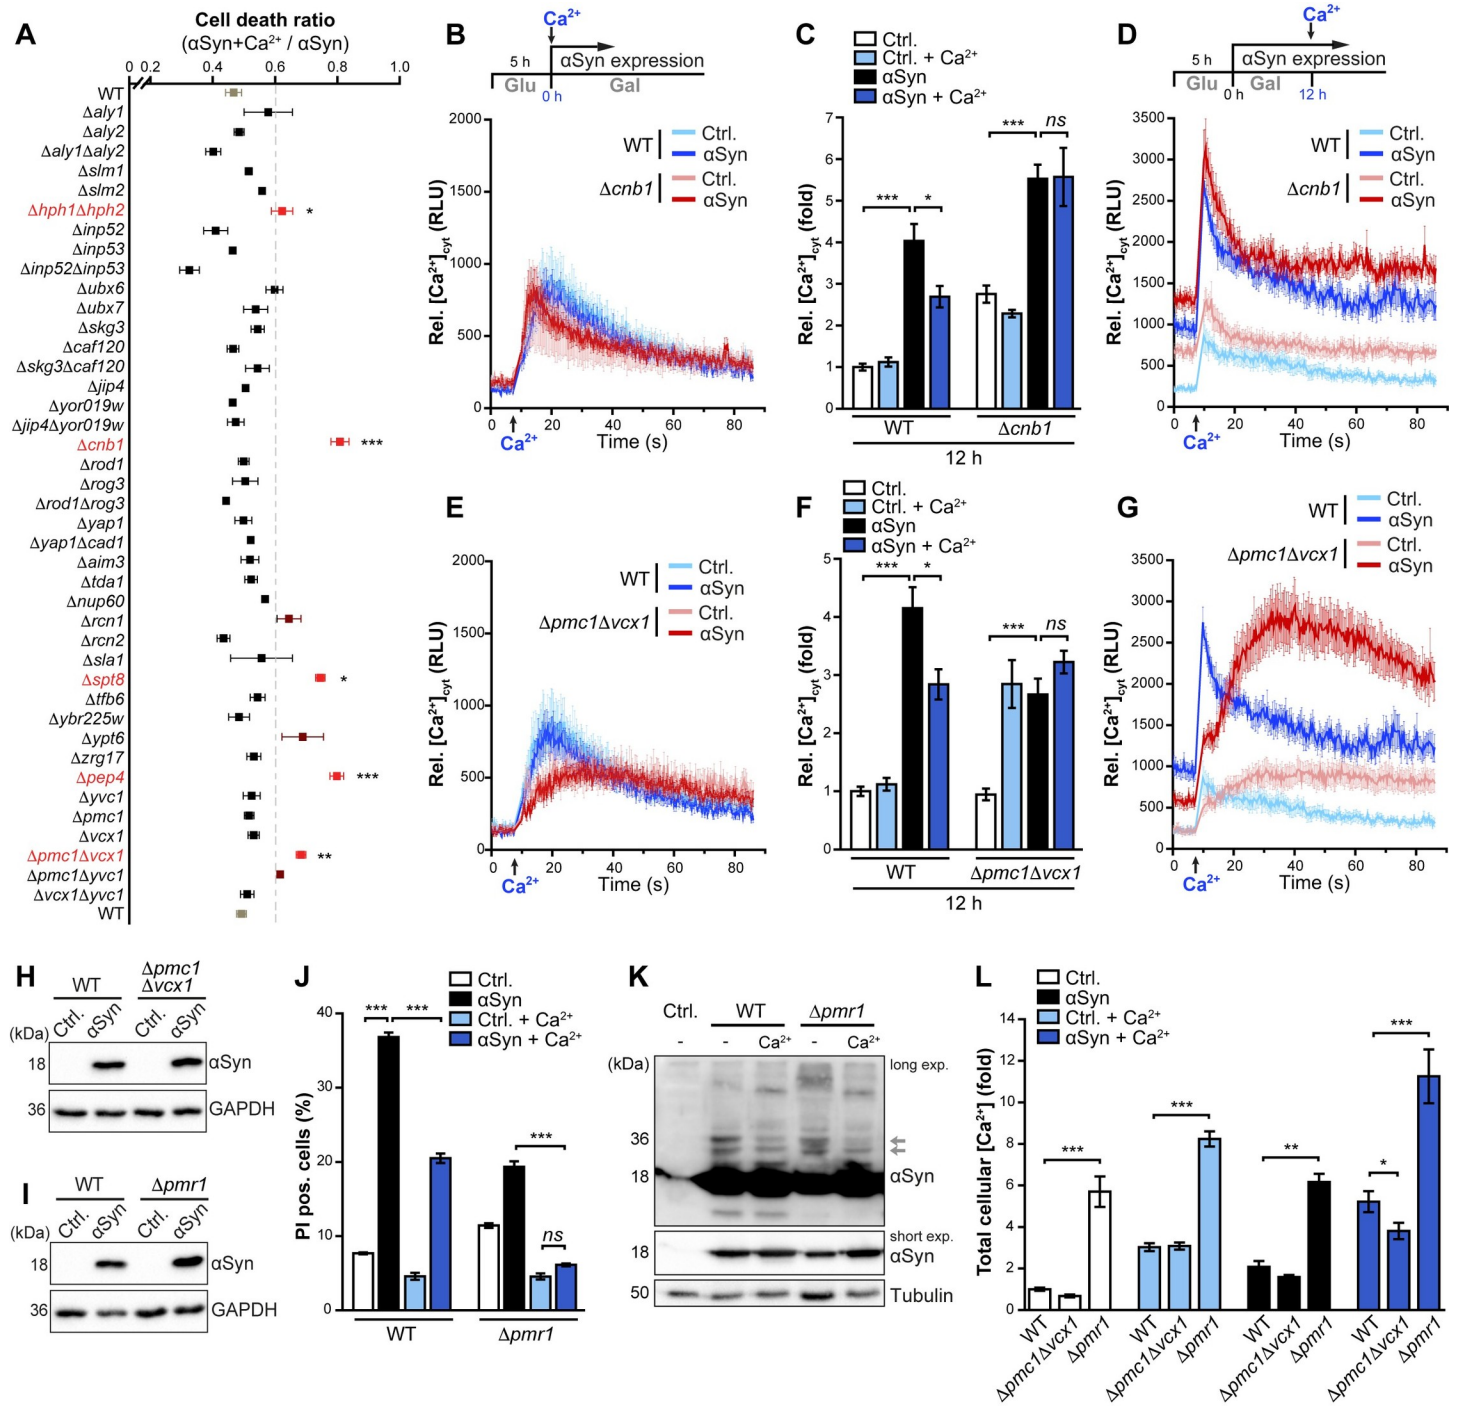 A
Cell death ratio
(αSyn+Ca²⁺ / αSyn)
0 0.2 0.4 0.6 0.8 1.0
WT
Δaly1
Δaly2
Δaly1Δaly2
Δslm1
Δslm2
Δhph1Δhph2 *
Δinp52
Δinp53
Δinp52Δinp53
Δubx6
Δubx7
Δskg3
Δcaf120
Δskg3Δcaf120
Δjip4
Δyor019w
Δjip4Δyor019w
Δcnb1 ***
Δrod1
Δrog3
Δrod1Δrog3
Δyap1
Δyap1Δcad1
Δaim3
Δtda1
Δnup60
Δrcn1
Δrcn2
Δsla1
Δspt8 *
Δtfb6
Δybr225w
Δypt6
Δzrg17
Δpep4 ***
Δyvc1
Δpmc1
Δvcx1
Δpmc1Δvcx1 **
Δpmc1Δyvc1
Δvcx1Δyvc1
WT
B
Ca²⁺
5 h αSyn expression
Glu Gal
0 h
WT Ctrl.
αSyn
Δcnb1 Ctrl.
αSyn
Rel. [Ca²⁺]cyt (RLU)
2000
1500
1000
500
0
0 20 40 60 80
Ca²⁺ Time (s)
C
Ctrl.
Ctrl. + Ca²⁺
αSyn
αSyn + Ca²⁺
Rel. [Ca²⁺]cyt (fold)
7
6
5
4
3
2
1
0
*** * *** ns
WT Δcnb1
12 h
D
Ca²⁺
5 h αSyn expression
Glu Gal
0 h 12 h
WT Ctrl.
αSyn
Δcnb1 Ctrl.
αSyn
Rel. [Ca²⁺]cyt (RLU)
3500
3000
2500
2000
1500
1000
500
0
0 20 40 60 80
Ca²⁺ Time (s)
E
WT Ctrl.
αSyn
Δpmc1Δvcx1 Ctrl.
αSyn
Rel. [Ca²⁺]cyt (RLU)
2000
1500
1000
500
0
0 20 40 60 80
Ca²⁺ Time (s)
F
Ctrl.
Ctrl. + Ca²⁺
αSyn
αSyn + Ca²⁺
Rel. [Ca²⁺]cyt (fold)
5
4
3
2
1
0
*** * *** ns
WT Δpmc1Δvcx1
12 h
G
WT Ctrl.
αSyn
Δpmc1Δvcx1 Ctrl.
αSyn
Rel. [Ca²⁺]cyt (RLU)
3500
3000
2500
2000
1500
1000
500
0
0 20 40 60 80
Ca²⁺ Time (s)
H
WT Δpmc1
Δvcx1
(kDa) Ctrl. αSyn Ctrl. αSyn
18 αSyn
36 GAPDH
I
WT Δpmr1
(kDa) Ctrl. αSyn Ctrl. αSyn
18 αSyn
36 GAPDH
J
Ctrl.
αSyn
Ctrl. + Ca²⁺
αSyn + Ca²⁺
PI pos. cells (%)
40
30
20
10
0
*** *** *** ns
WT Δpmr1
K
Ctrl. WT Δpmr1
- - Ca²⁺ - Ca²⁺
(kDa) long exp.
36
18 αSyn
short exp.
18 αSyn
50 Tubulin
L
Ctrl.
αSyn
Ctrl. + Ca²⁺
αSyn + Ca²⁺
Total cellular [Ca²⁺] (fold)
14
12
10
8
6
4
2
0
*** *** ** * ***
WT Δpmc1Δvcx1 Δpmr1 WT Δpmc1Δvcx1 Δpmr1 WT Δpmc1Δvcx1 Δpmr1 WT Δpmc1Δvcx1 Δpmr1